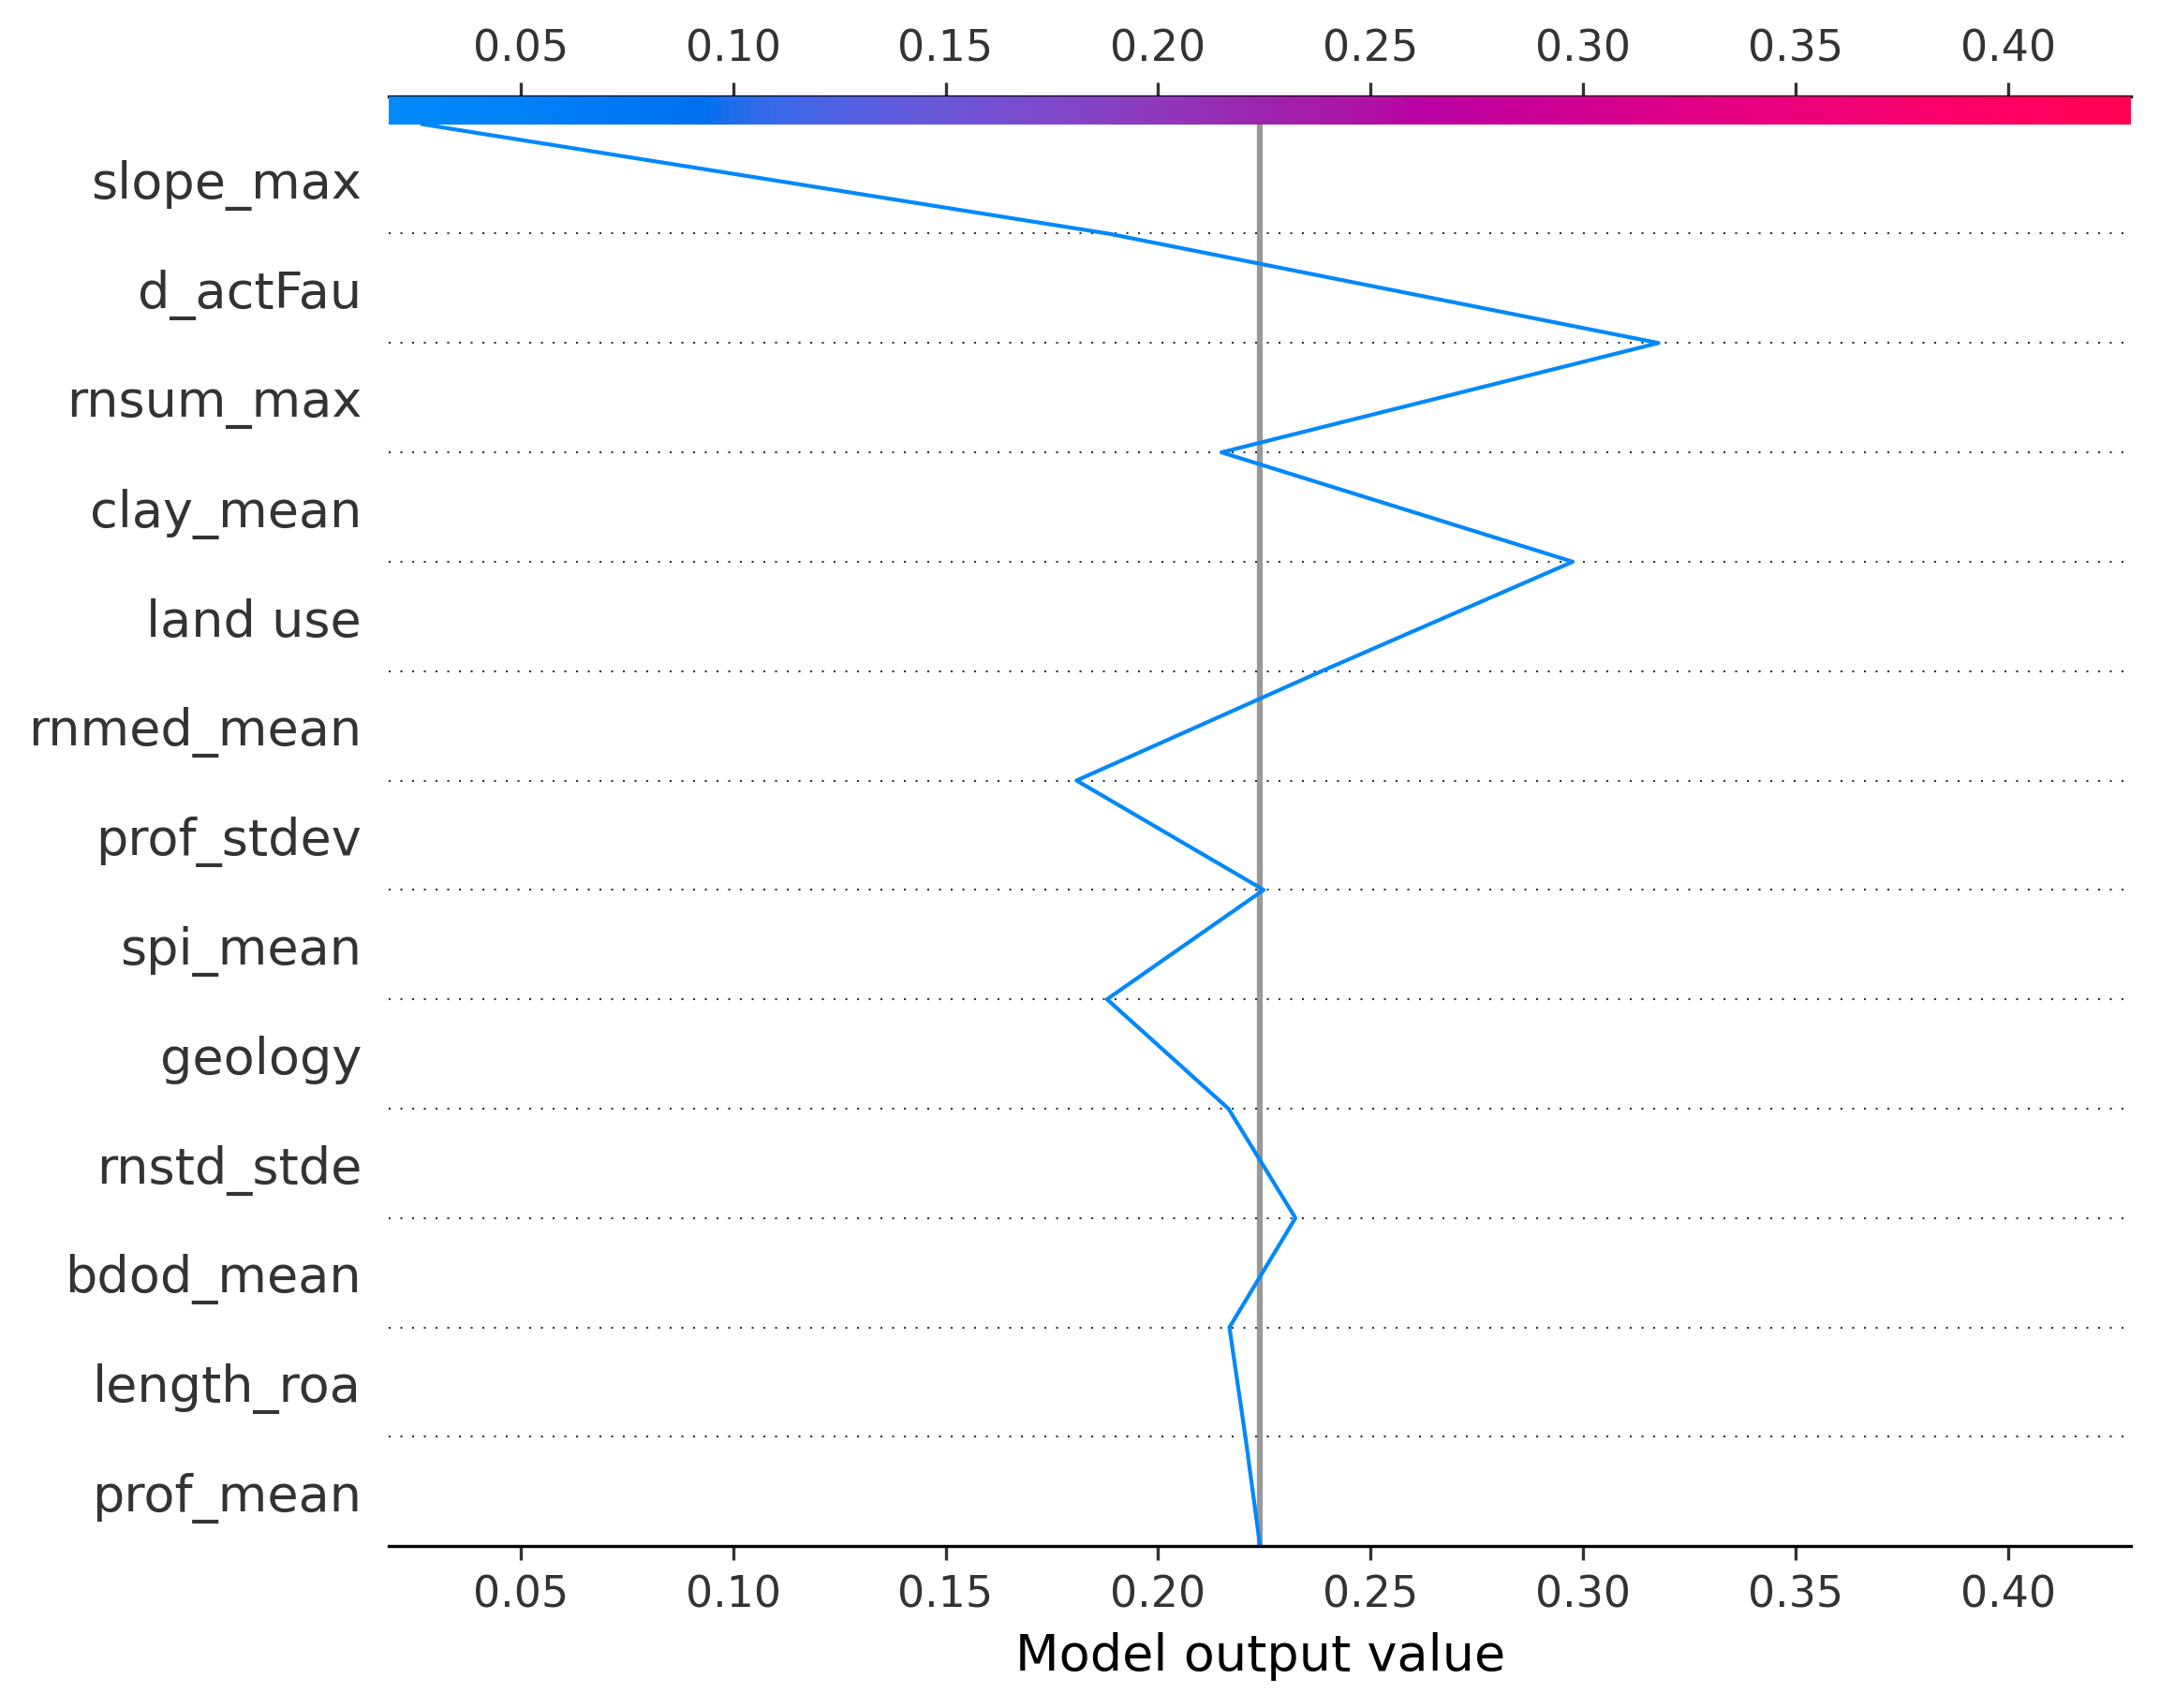 0.05 0.10 0.15 0.20 0.25 0.30 0.35 0.40
slope_max
d_actFau
rnsum_max
clay_mean
land use
rnmed_mean
prof_stdev
spi_mean
geology
rnstd_stde
bdod_mean
length_roa
prof_mean
0.05 0.10 0.15 0.20 0.25 0.30 0.35 0.40
Model output value